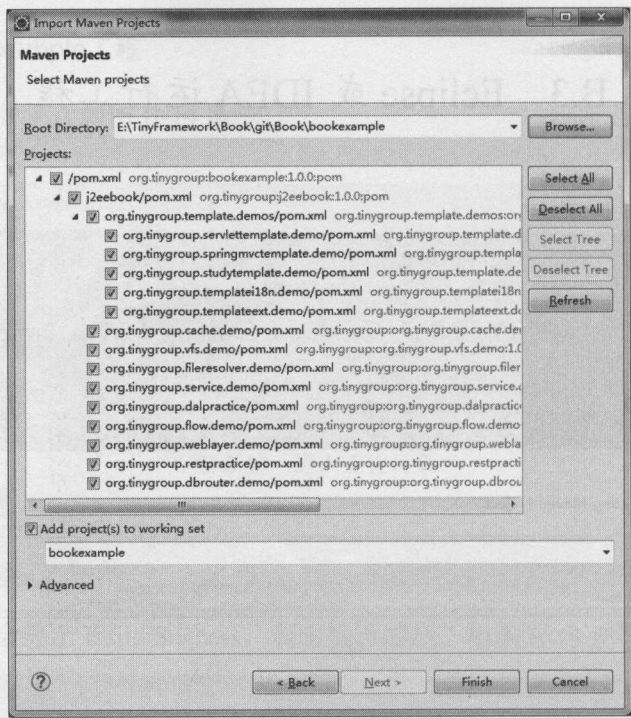 Import Maven Projects
Maven Projects
Select Maven projects
Root Directory: E:\TinyFramework\Book\git\Book\bookexample
Browse...
Projects:
/pom.xml org.tinygroup:bookexample:1.0.0:pom
j2eebook/pom.xml org.tinygroup:j2eebook:1.0.0:pom
org.tinygroup.template.demos/pom.xml org.tinygroup.template.demos:org
org.tinygroup.servlettemplate.demo/pom.xml org.tinygroup.template.d
org.tinygroup.springmvctemplate.demo/pom.xml org.tinygroup.templa
org.tinygroup.studytemplate.demo/pom.xml org.tinygroup.template.de
org.tinygroup.templatei18n.demo/pom.xml org.tinygroup.templatei18n
org.tinygroup.templateext.demo/pom.xml org.tinygroup.templateext.de
org.tinygroup.cache.demo/pom.xml org.tinygroup:org.tinygroup.cache.de
org.tinygroup.vfs.demo/pom.xml org.tinygroup:org.tinygroup.vfs.demo:1.0
org.tinygroup.fileresolver.demo/pom.xml org.tinygroup:org.tinygroup.filer
org.tinygroup.service.demo/pom.xml org.tinygroup:org.tinygroup.service.d
org.tinygroup.dalpractice/pom.xml org.tinygroup:org.tinygroup.dalpractice
org.tinygroup.flow.demo/pom.xml org.tinygroup:org.tinygroup.flow.demo
org.tinygroup.weblayer.demo/pom.xml org.tinygroup:org.tinygroup.webla
org.tinygroup.restpractice/pom.xml org.tinygroup:org.tinygroup.restpracti
org.tinygroup.dbrouter.demo/pom.xml org.tinygroup:org.tinygroup.dbrou
Select All
Deselect All
Select Tree
Deselect Tree
Refresh
Add project(s) to working set
bookexample
Advanced
< Back
Next >
Finish
Cancel